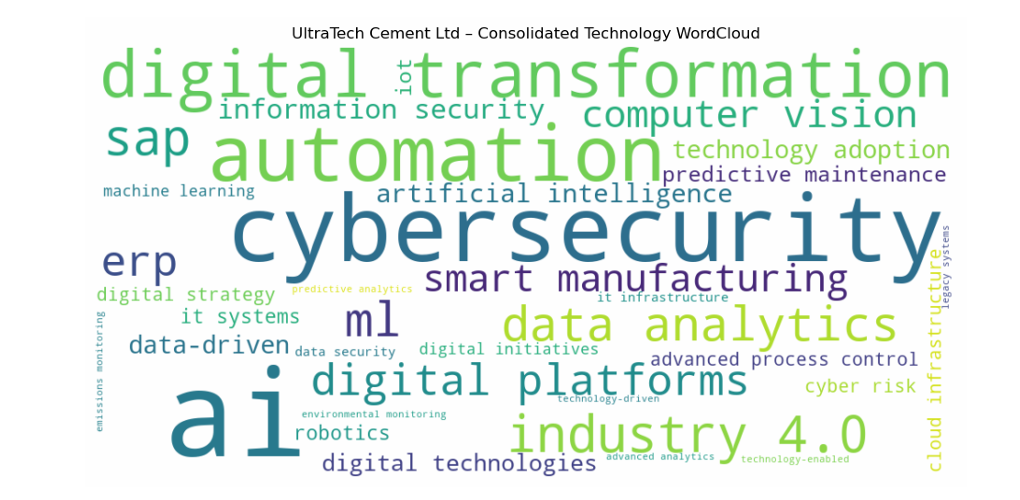 UltraTech Cement Ltd – Consolidated Technology WordCloud
digital transformation
iot
information security
computer vision
sap
automation
technology adoption
predictive maintenance
machine learning
artificial intelligence
cybersecurity
erp
smart manufacturing
legacy systems
digital strategy
predictive analytics
it infrastructure
cloud infrastructure
it systems
ml
data analytics
emissions monitoring
data-driven
data security
digital initiatives
advanced process control
ai
digital platforms
cyber risk
technology-driven
environmental monitoring
robotics
industry 4.0
digital technologies
advanced analytics
technology-enabled